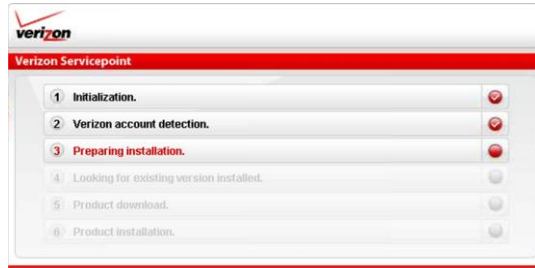 verizon
Verizon Servicepoint
1 Initialization.
2 Verizon account detection.
3 Preparing installation.
4 Looking for existing version installed.
5 Product download.
6 Product installation.